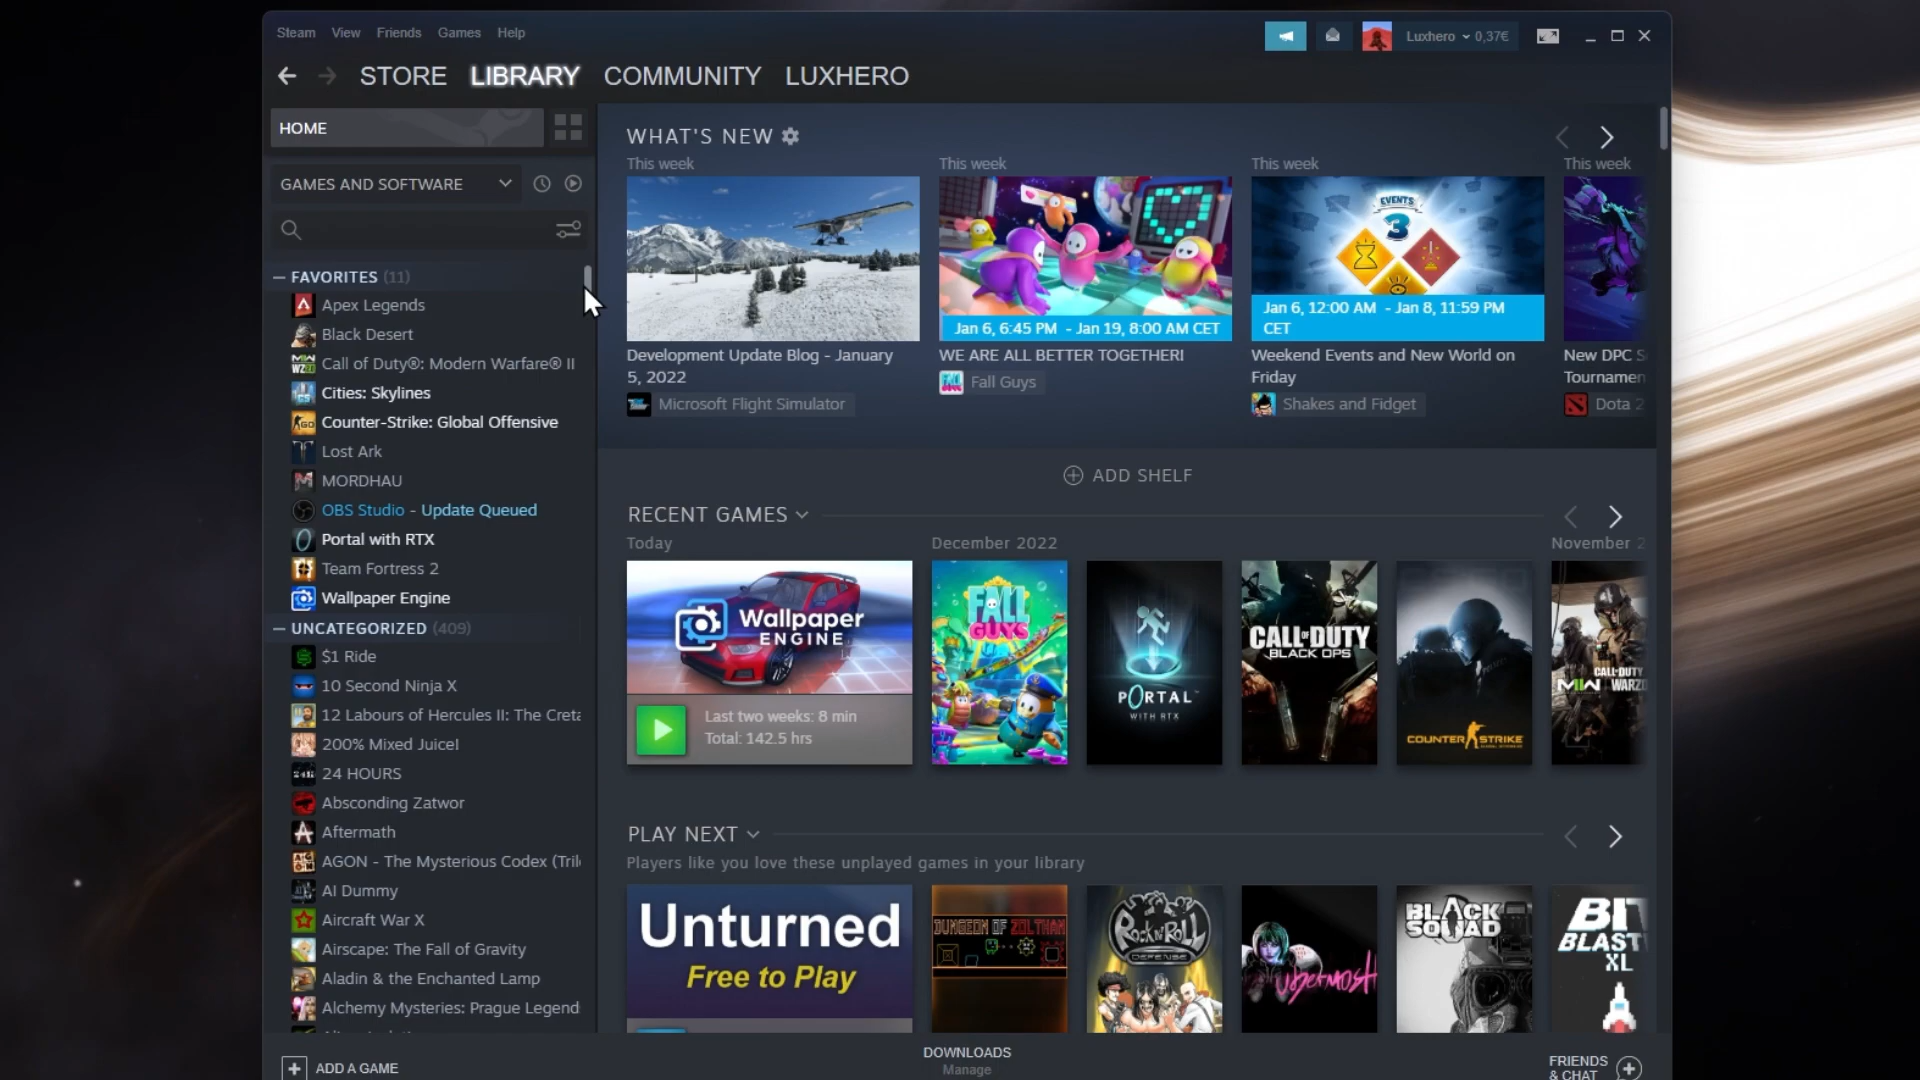 Steam View Friends Games Help
Luxhero 0,37€
STORE LIBRARY COMMUNITY LUXHERO
HOME
GAMES AND SOFTWARE
FAVORITES (11)
Apex Legends
Black Desert
Call of Duty®: Modern Warfare® II
Cities: Skylines
Counter-Strike: Global Offensive
Lost Ark
MORDHAU
OBS Studio - Update Queued
Portal with RTX
Team Fortress 2
Wallpaper Engine
UNCATEGORIZED (409)
$1 Ride
10 Second Ninja X
12 Labours of Hercules II: The Creta
200% Mixed Juice!
24 HOURS
Absconding Zatwor
Aftermath
AGON - The Mysterious Codex (Tril
AI Dummy
Aircraft War X
Airscape: The Fall of Gravity
Aladin & the Enchanted Lamp
Alchemy Mysteries: Prague Legend
ADD A GAME
WHAT'S NEW
This week
Development Update Blog - January
5, 2022
Microsoft Flight Simulator
This week
Jan 6, 6:45 PM - Jan 19, 8:00 AM CET
WE ARE ALL BETTER TOGETHER!
Fall Guys
This week
EVENTS
3
Jan 6, 12:00 AM - Jan 8, 11:59 PM
CET
Weekend Events and New World on
Friday
Shakes and Fidget
This week
New DPC S
Tournamen
Dota 2
ADD SHELF
RECENT GAMES
Today
Wallpaper
ENGINE
Last two weeks: 8 min
Total: 142.5 hrs
December 2022
FALL
GUYS
PORTAL
WITH RTX
CALL OF DUTY
BLACK OPS
COUNTER STRIKE
November 2
CALL OF DUTY
MW WARZ
PLAY NEXT
Players like you love these unplayed games in your library
Unturned
Free to Play
DUNGEON OF ZOLTHAN
ROCK N' ROLL
DEFENSE
Ubermosh
BLACK
SQUAD
BIT
BLAST
XL
DOWNLOADS
Manage
FRIENDS
& CHAT